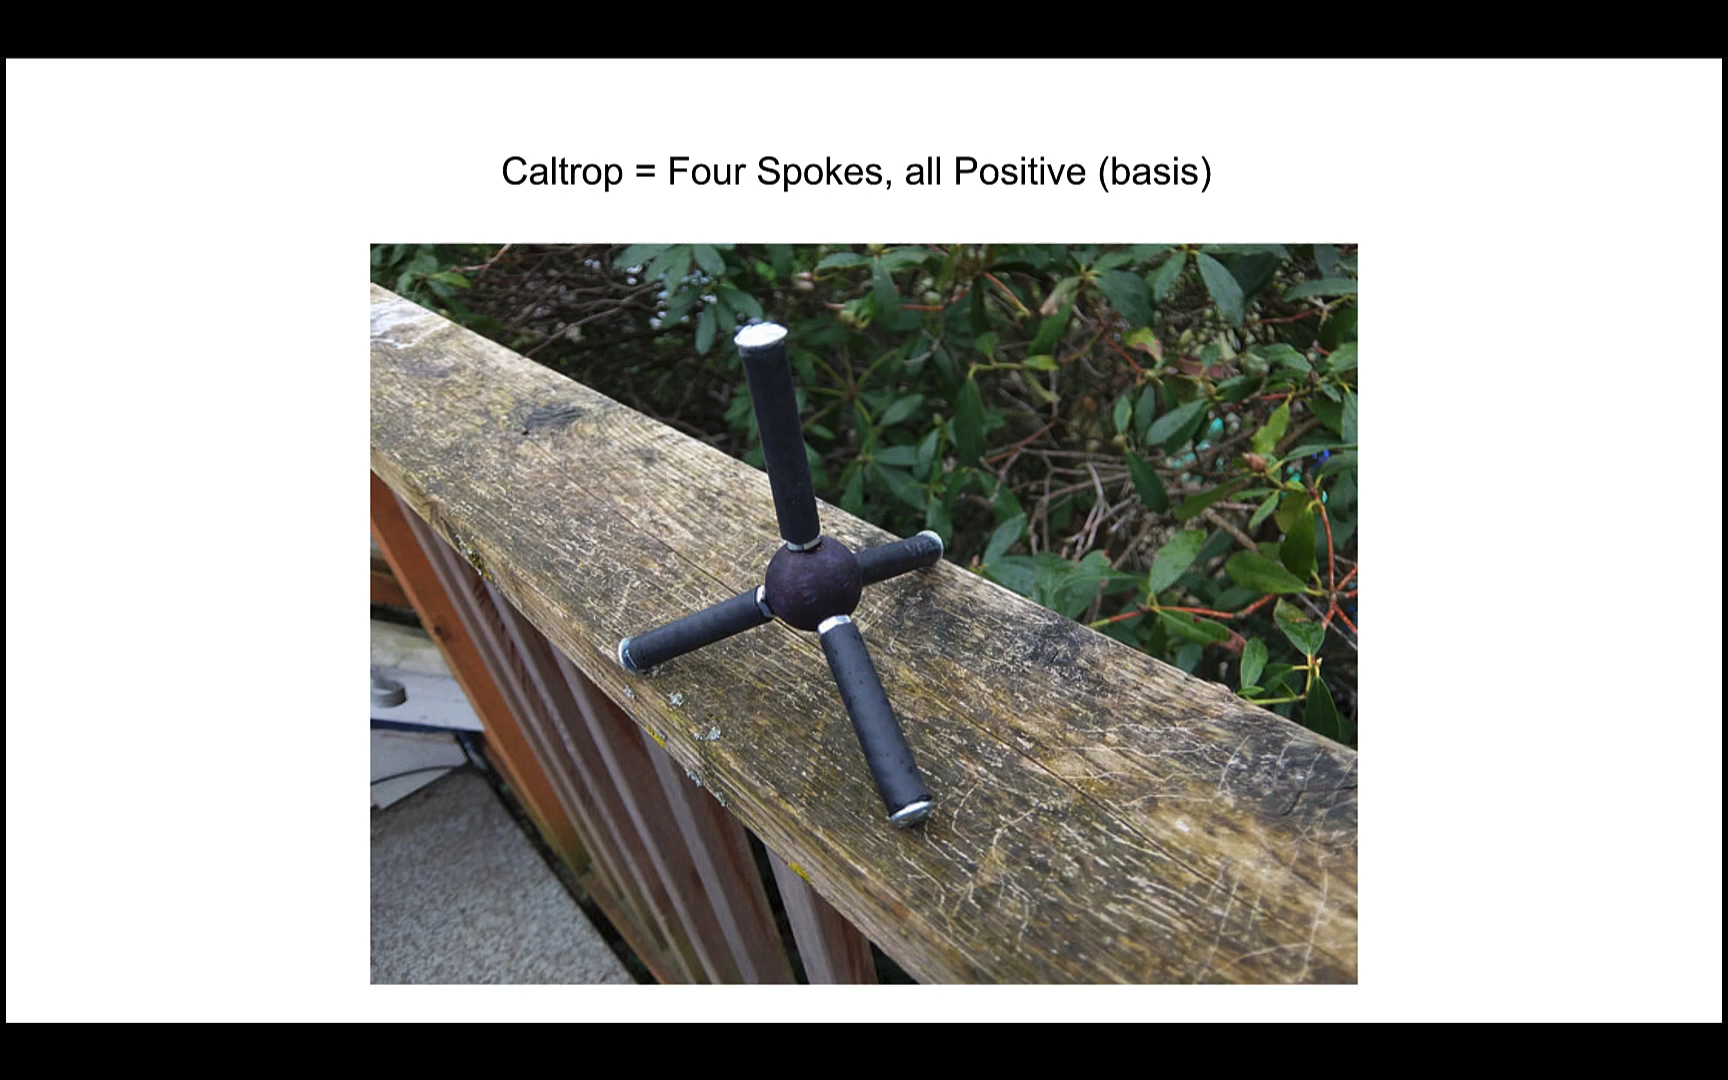 Caltrop = Four Spokes, all Positive (basis)